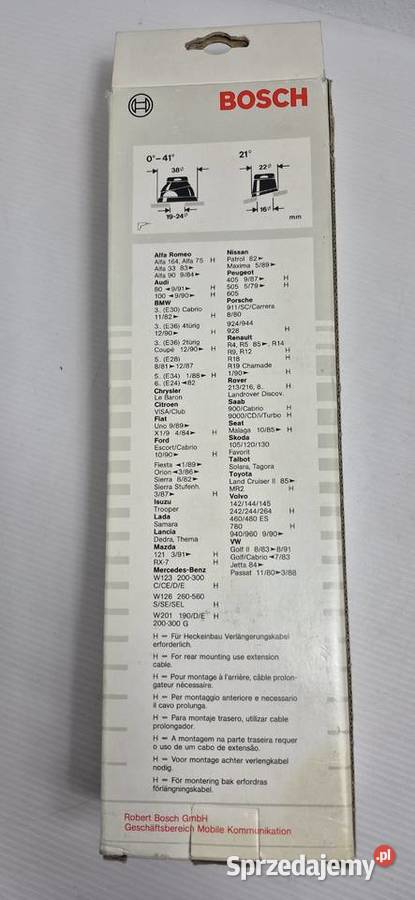 BOSCH
0°–41°
38⌀
19-24⌀
21°
22⌀
16⌀
mm
Alfa Romeo
Alfa 164, Alfa 75 H
Alfa 33 83►
Alfa 90 9/84►
Audi
80 ◄9/91► H
100 ◄9/90► H
BMW
3. (E30) Cabrio
11/82► H
3. (E36) 4türig
12/90► H
3. (E36) 2türig
Coupé 12/90► H
5. (E28)
8/81►12/87
5. (E34) 1/88► H
6. (E24) ◄82
Chrysler
Le Baron
Citroen
VISA/Club
Fiat
Uno 9/89►
X1/9 4/84► H
Ford
Escort/Cabrio
10/90► H
Fiesta ◄1/89►
Orion◄3/86►
Sierra 8/82►
Sierra Stufenh.
3/87► H
Isuzu
Trooper
Lada
Samara
Lancia
Dedra, Thema
Mazda
121 3/91► H
RX-7 H
Mercedes-Benz
W123 200-300
C/CE/D/E H
W126 260-560
S/SE/SEL H
W201 190/D/E H
200-300 G
Nissan
Patrol 82►
Maxima 5/89►
Peugeot
405 9/87► H
505 5/79► H
605
Porsche
911/SC/Carrera
8/80
924/944
928 H
Renault
R4, R5 85►, R14
R9, R12 H
R18 H
R19 Chamade
1/90► H
Rover
213/216, 8. H
Landrover Discov.
Saab
900/Cabrio H
9000/CD/i/Turbo H
Seat
Malaga 10/85► H
Skoda
105/120/130
Favorit
Talbot
Solara, Tagora
Toyota
Land Cruiser II 85►
MR2 H
Volvo
142/144/145
242/244/264 H
460/480 ES
780 H
940/960 9/90►
VW
Golf II 8/83►8/91
Golf/Cabrio ◄7/83
Jetta 84►
Passat 11/80►3/88
H = Für Heckeinbau Verlängerungskabel
erforderlich.
H = For rear mounting use extension
cable.
H = Pour montage à l'arrière, câble prolon-
gateur nécessaire.
H = Per montaggio anteriore e necessario
il cavo prolunga.
H = Para montaje trasero, utilizar cable
prolongador.
H = A montagem na parte traseira requer
o uso de um cabo de extensão.
H = Voor montage achter verlengkabel
nodig.
H = För montering bak erfordras
förlängningskabel.
Robert Bosch GmbH
Geschäftsbereich Mobile Kommunikation
Sprzedajemy.pl